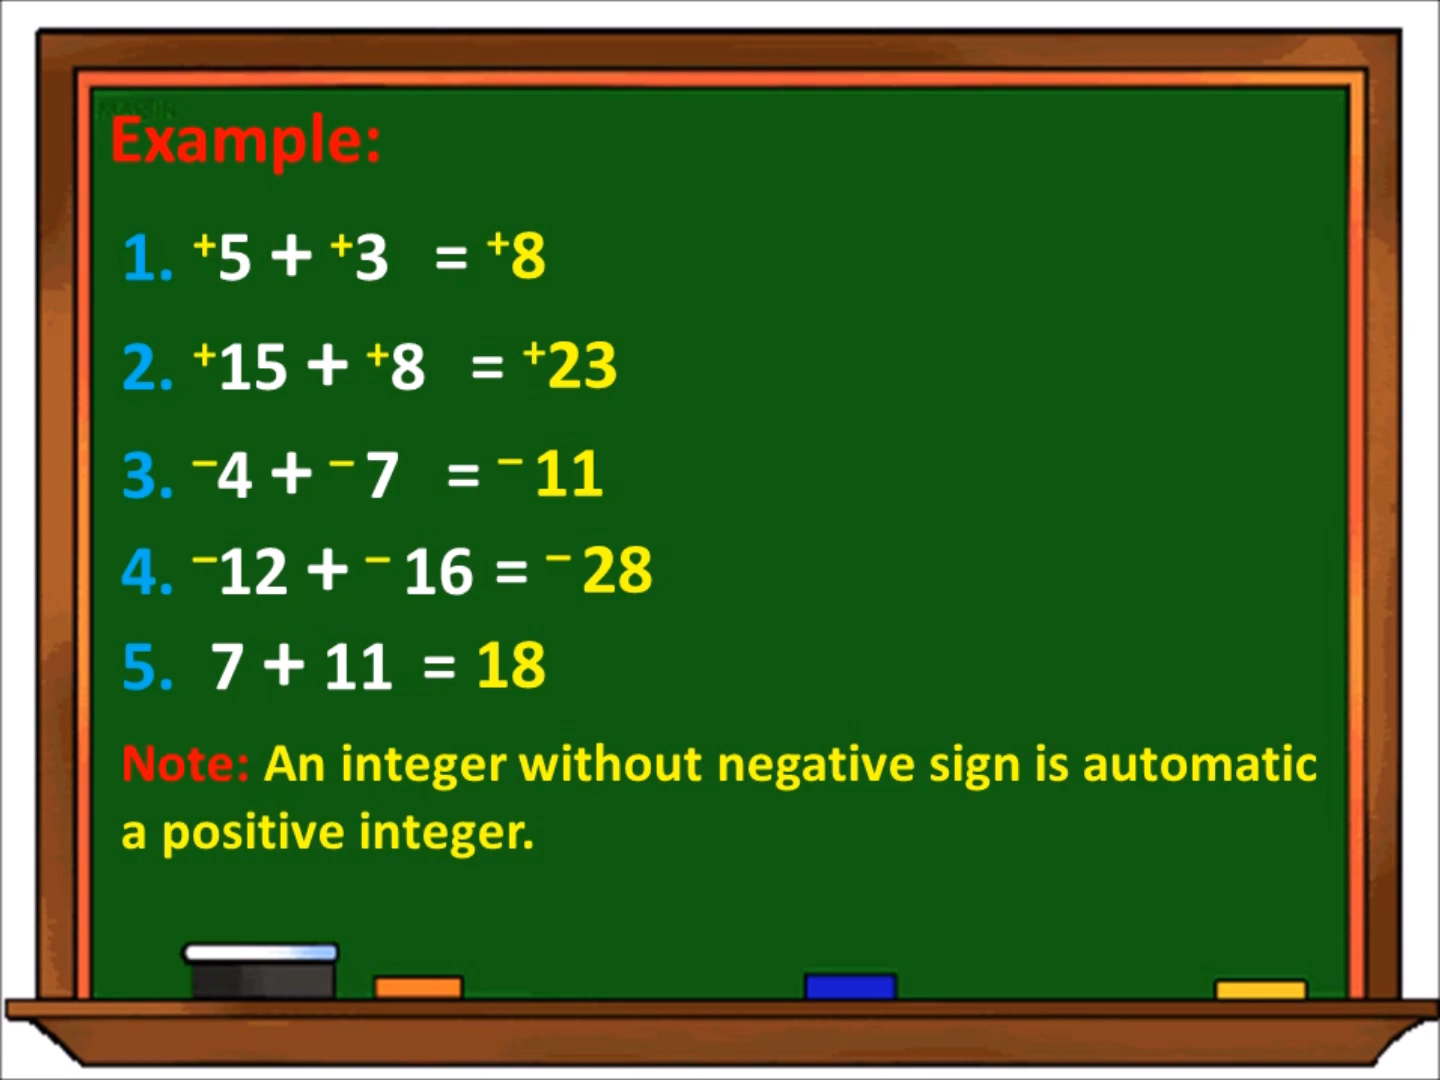 Example:
1. ⁺5 + ⁺3 = ⁺8
2. ⁺15 + ⁺8 = ⁺23
3. ⁻4 + ⁻7 = ⁻11
4. ⁻12 + ⁻16 = ⁻28
5. 7 + 11 = 18
Note: An integer without negative sign is automatic
a positive integer.